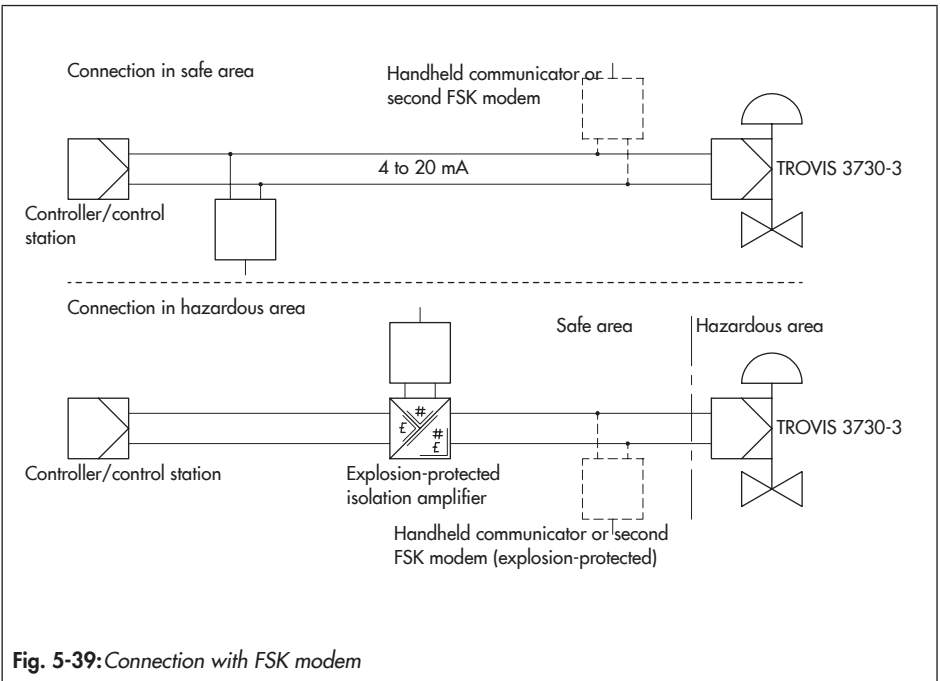 Connection in safe area
Handheld communicator or
second FSK modem
4 to 20 mA
TROVIS 3730-3
Controller/control
station
Connection in hazardous area
Safe area
Hazardous area
#
E
#
E
TROVIS 3730-3
Controller/control station
Explosion-protected
isolation amplifier
Handheld communicator or second
FSK modem (explosion-protected)
Fig. 5-39: Connection with FSK modem